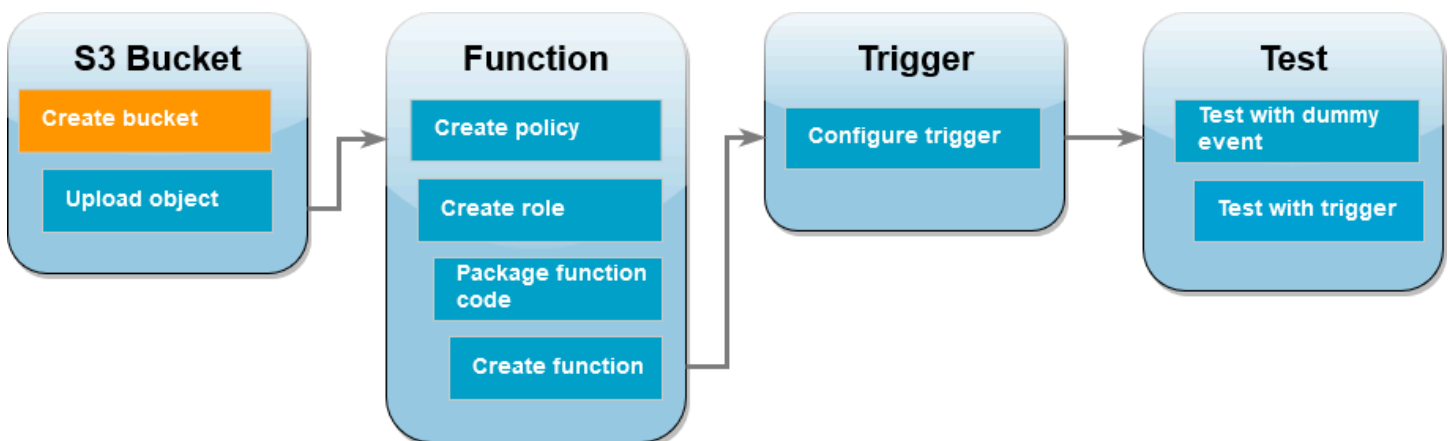 S3 Bucket
Create bucket
Upload object
Function
Create policy
Create role
Package function
code
Create function
Trigger
Configure trigger
Test
Test with dummy
event
Test with trigger